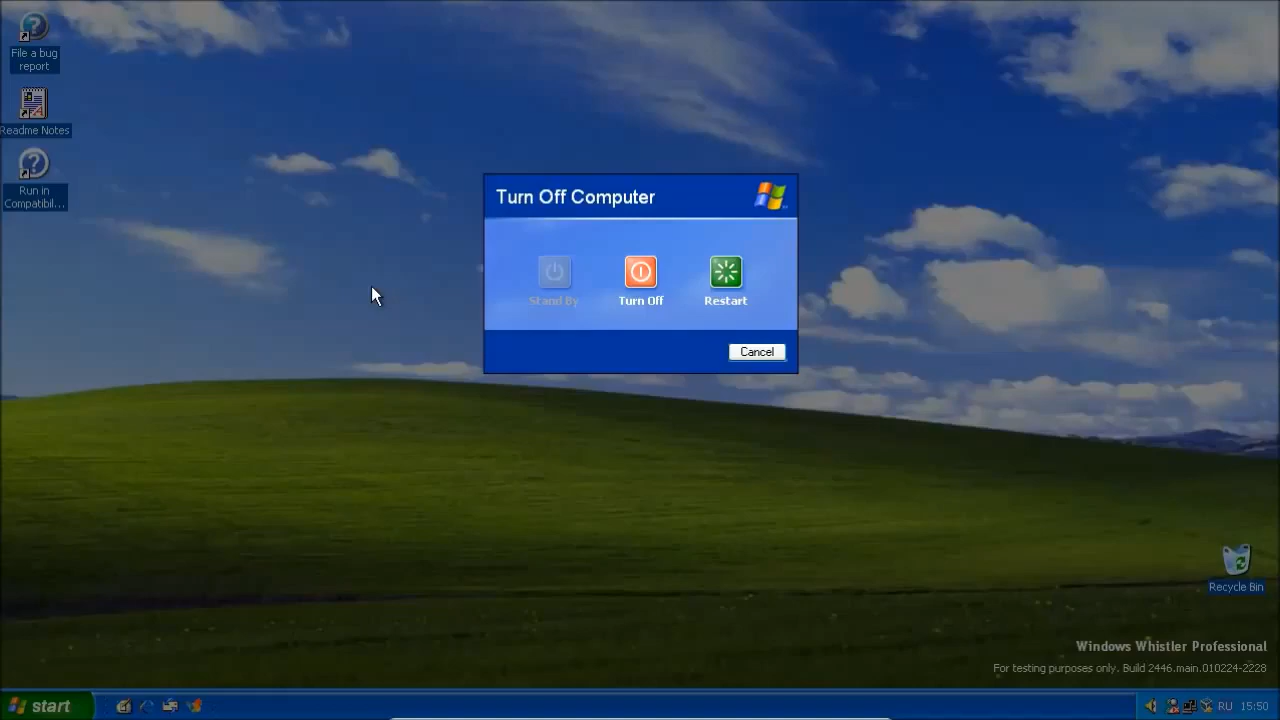 File a bug
report
Readme Notes
Run in
Compatibil...
Turn Off Computer
Stand By
Turn Off
Restart
Cancel
Recycle Bin
Windows Whistler Professional
For testing purposes only. Build 2446.main.010224-2228
start
RU
15:50